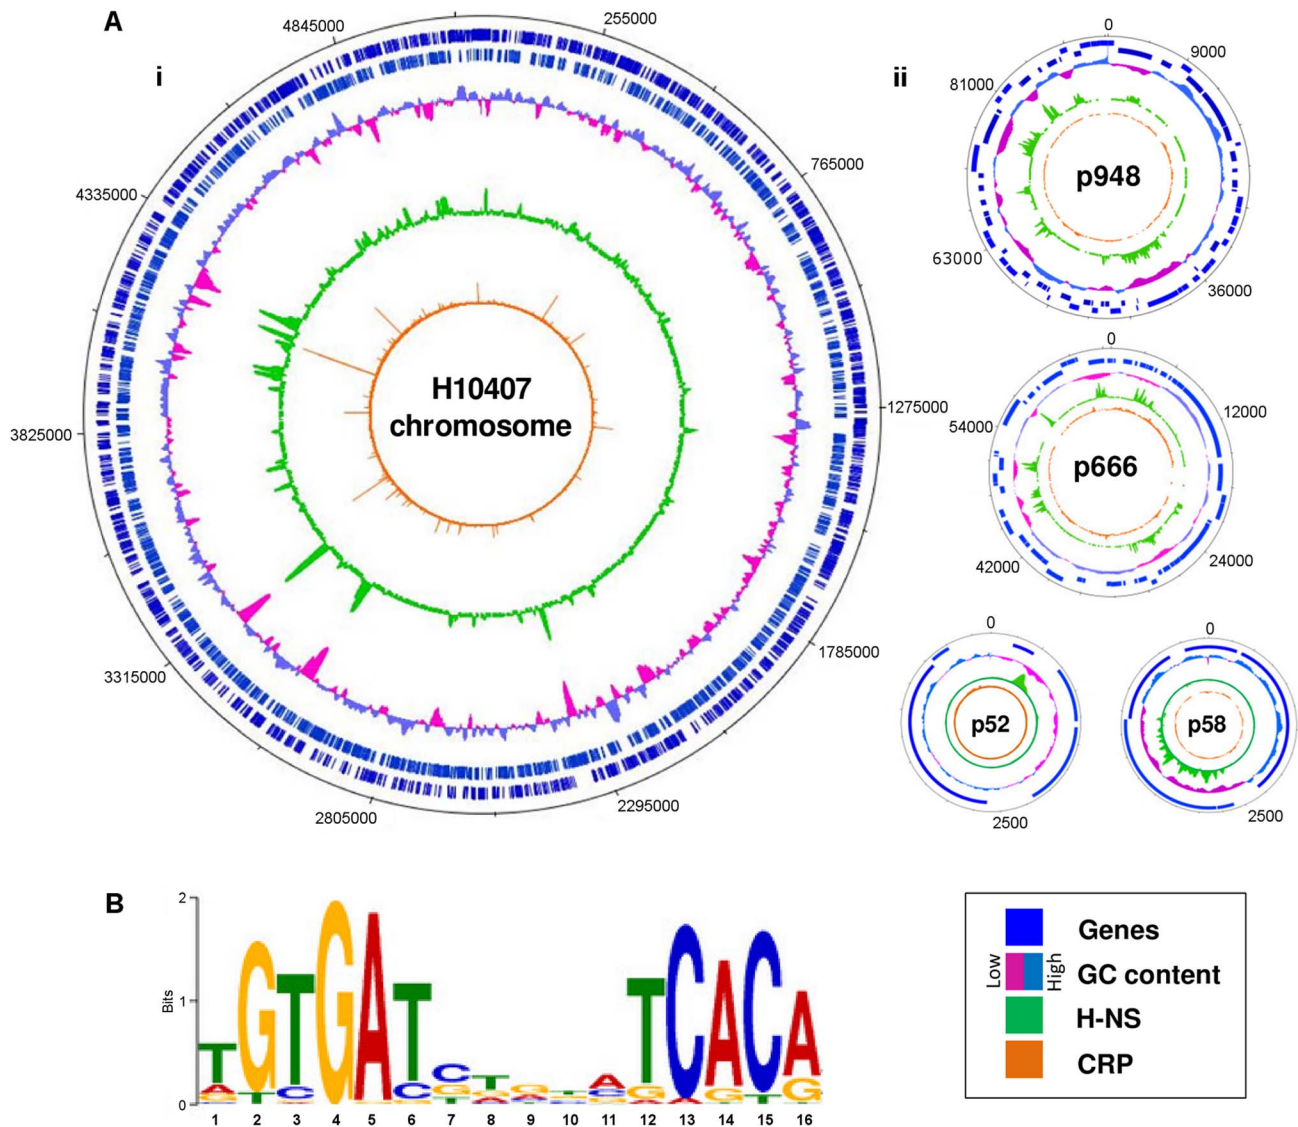 A
i
ii
4845000
255000
765000
1275000
1785000
2295000
2805000
3315000
3825000
4335000
H10407
chromosome
0
9000
36000
63000
81000
p948
0
12000
24000
42000
54000
p666
0
2500
p52
0
2500
p58
B
2
1
0
Bits
T G T G A T C T G T A T C A C A
A T C C G G G
G T
1 2 3 4 5 6 7 8 9 10 11 12 13 14 15 16
Genes
Low High GC content
H-NS
CRP